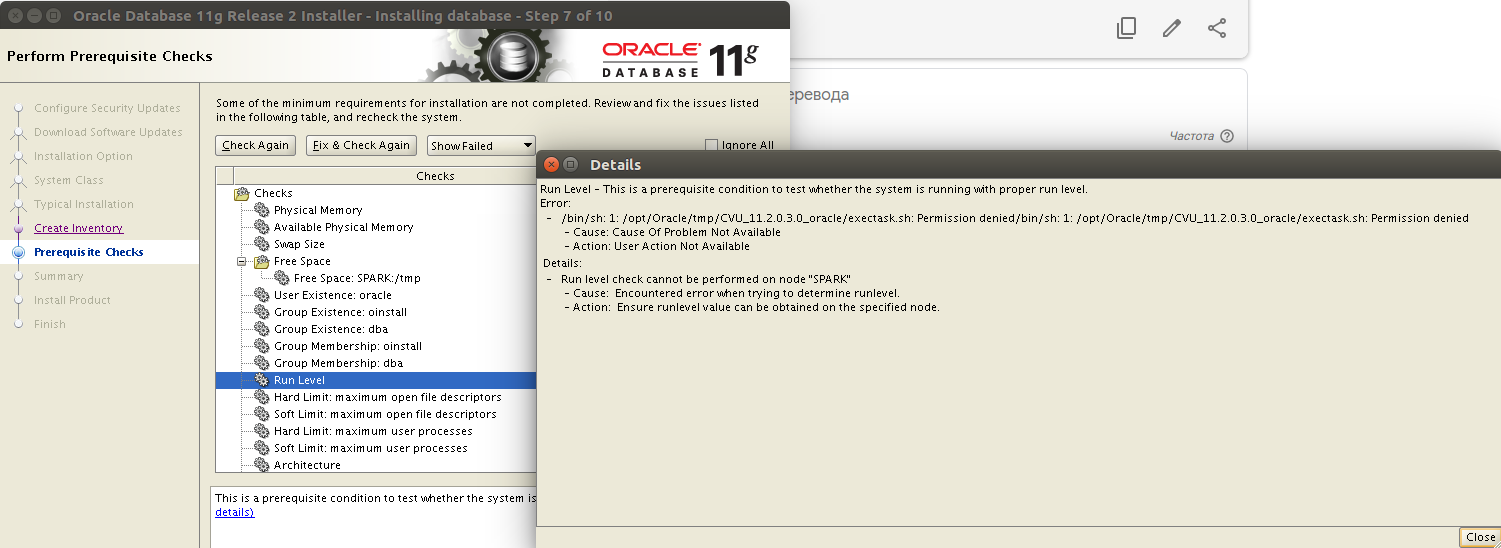 Oracle Database 11g Release 2 Installer - Installing database - Step 7 of 10
Perform Prerequisite Checks
ORACLE
DATABASE
11g
Configure Security Updates
Download Software Updates
Installation Option
System Class
Typical Installation
Create Inventory
Prerequisite Checks
Summary
Install Product
Finish
Some of the minimum requirements for installation are not completed. Review and fix the issues listed
in the following table, and recheck the system.
Check Again
Fix & Check Again
Show Failed
Ignore All
Checks
Checks
Physical Memory
Available Physical Memory
Swap Size
Free Space
Free Space: SPARK:/tmp
User Existence: oracle
Group Existence: oinstall
Group Existence: dba
Group Membership: oinstall
Group Membership: dba
Run Level
Hard Limit: maximum open file descriptors
Soft Limit: maximum open file descriptors
Hard Limit: maximum user processes
Soft Limit: maximum user processes
Architecture
This is a prerequisite condition to test whether the system is
details)
еревода
Частота
Details
Run Level - This is a prerequisite condition to test whether the system is running with proper run level.
Error:
- /bin/sh: 1: /opt/Oracle/tmp/CVU_11.2.0.3.0_oracle/exectask.sh: Permission denied/bin/sh: 1: /opt/Oracle/tmp/CVU_11.2.0.3.0_oracle/exectask.sh: Permission denied
- Cause: Cause Of Problem Not Available
- Action: User Action Not Available
Details:
- Run level check cannot be performed on node "SPARK"
- Cause: Encountered error when trying to determine runlevel.
- Action: Ensure runlevel value can be obtained on the specified node.
Close